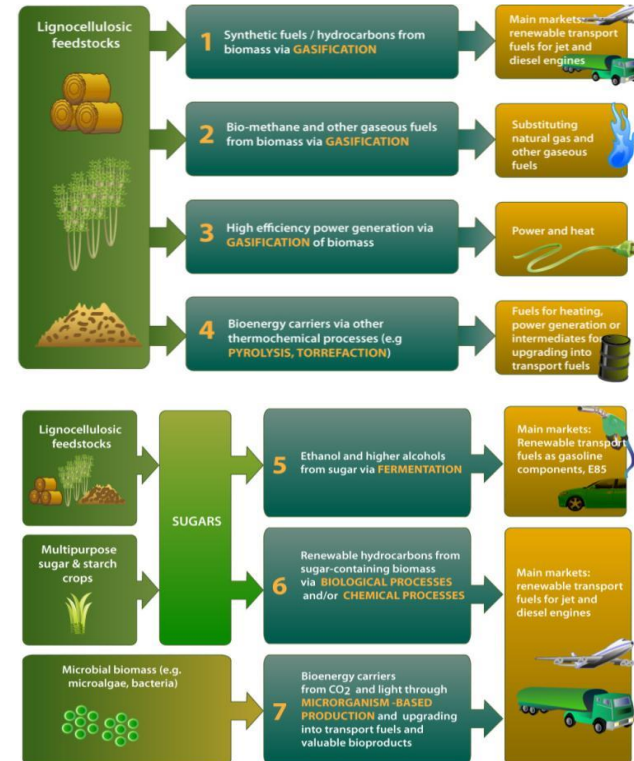 Lignocellulosic
feedstocks
1
Synthetic fuels / hydrocarbons from
biomass via GASIFICATION
Main markets:
renewable transport
fuels for jet and
diesel engines
2
Bio-methane and other gaseous fuels
from biomass via GASIFICATION
Substituting
natural gas and
other gaseous
fuels
3
High efficiency power generation via
GASIFICATION of biomass
Power and heat
4
Bioenergy carriers via other
thermochemical processes (e.g
PYROLYSIS, TORREFACTION)
Fuels for heating,
power generation or
intermediates for
upgrading into
transport fuels
Lignocellulosic
feedstocks
Multipurpose
sugar & starch
crops
SUGARS
5
Ethanol and higher alcohols
from sugar via FERMENTATION
Main markets:
Renewable transport
fuels as gasoline
components, E85
6
Renewable hydrocarbons from
sugar-containing biomass
via BIOLOGICAL PROCESSES
and/or CHEMICAL PROCESSES
Main markets:
renewable transport
fuels for jet and
diesel engines
Microbial biomass (e.g.
microalgae, bacteria)
7
Bioenergy carriers
from CO2 and light through
MICRORGANISM -BASED
PRODUCTION and upgrading
into transport fuels and
valuable bioproducts